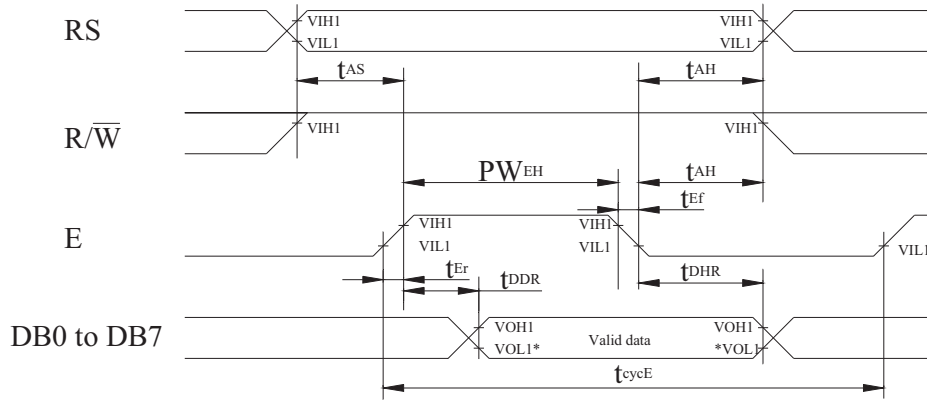 RS
VIH1 VIH1
VIL1 VIL1
tAS tAH
R/W̅
VIH1 VIH1
PWEH tAH
tEf
E
VIH1 VIH1
VIL1 VIL1 VIL1
tEr tDDR tDHR
DB0 to DB7
VOH1 Valid data VOH1
VOL1* *VOL1
tcycE